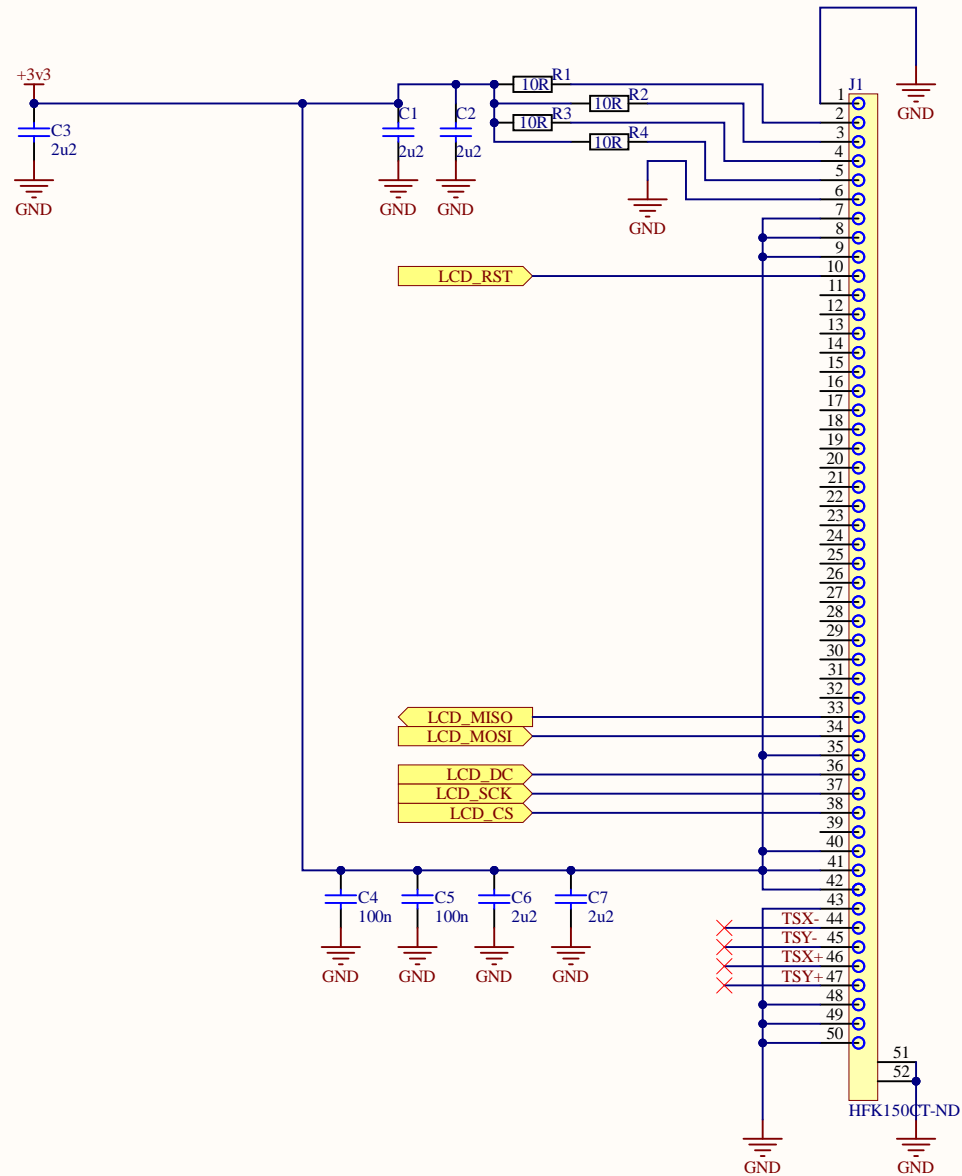 +3v3
C3
2u2
GND
C1
2u2
GND
C2
2u2
GND
10R R1
10R R2
10R R3
10R R4
GND
GND
J1
1
2
3
4
5
6
7
8
9
LCD_RST 10
11
12
13
14
15
16
17
18
19
20
21
22
23
24
25
26
27
28
29
30
31
32
LCD_MISO 33
LCD_MOSI 34
35
LCD_DC 36
LCD_SCK 37
LCD_CS 38
39
40
41
42
43
TSX- 44
TSY- 45
TSX+ 46
TSY+ 47
48
49
50
51
52
HFK150CT-ND
C4
100n
GND
C5
100n
GND
C6
2u2
GND
C7
2u2
GND
GND
GND